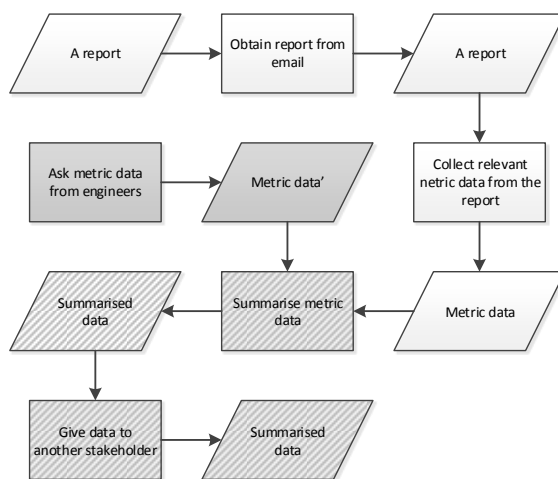 A report
Obtain report from
email
A report
Ask metric data
from engineers
Metric data'
Collect relevant
netric data from the
report
Summarised
data
Summarise metric
data
Metric data
Give data to
another stakeholder
Summarised
data